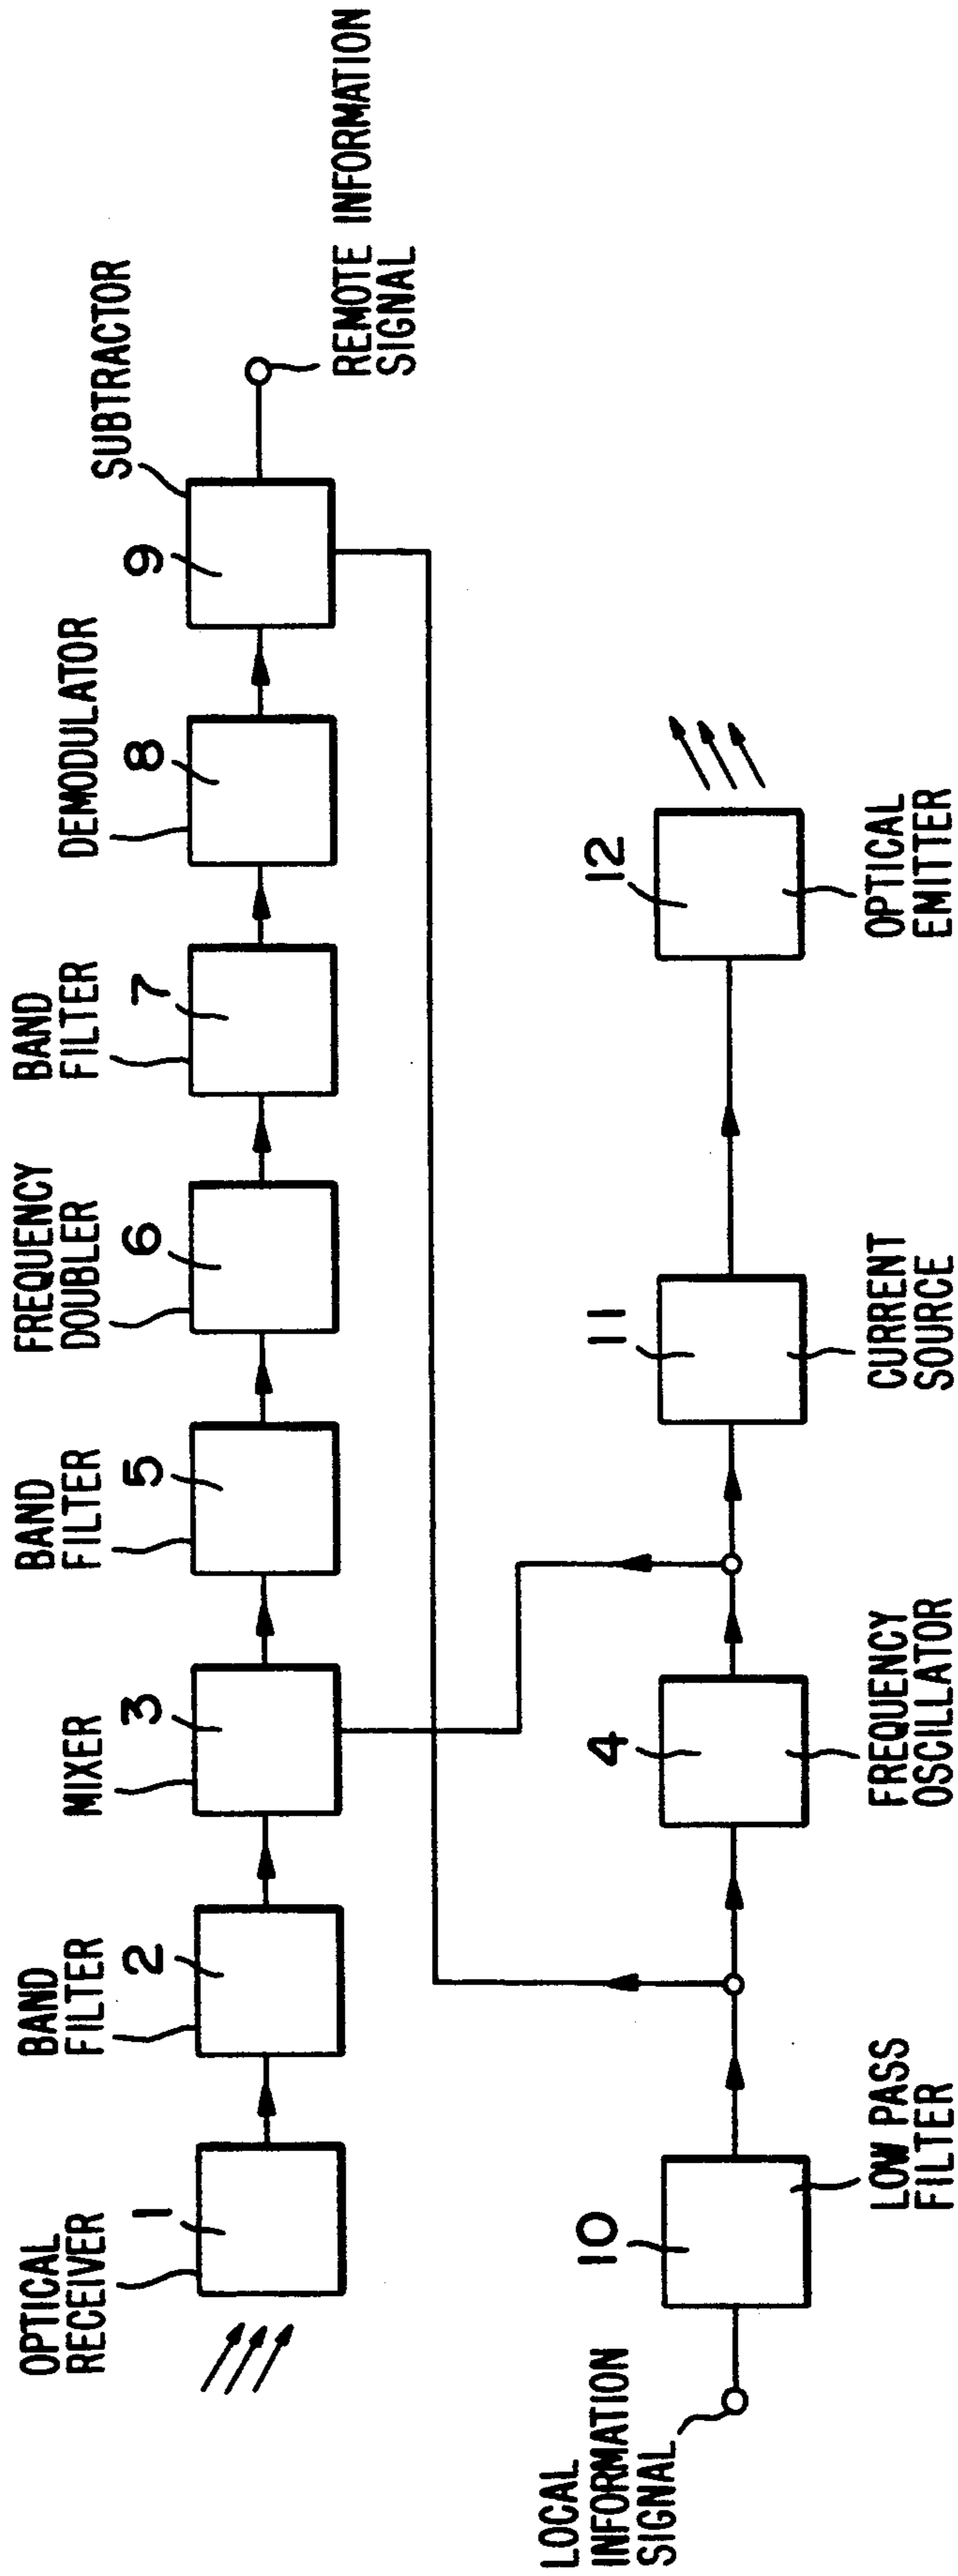 OPTICAL
RECEIVER
1
BAND
FILTER
2
MIXER
3
BAND
FILTER
5
FREQUENCY
DOUBLER
6
BAND
FILTER
7
DEMODULATOR
8
SUBTRACTOR
9
REMOTE INFORMATION
SIGNAL
LOCAL
INFORMATION
SIGNAL
10
LOW PASS
FILTER
4
FREQUENCY
OSCILLATOR
11
CURRENT
SOURCE
12
OPTICAL
EMITTER